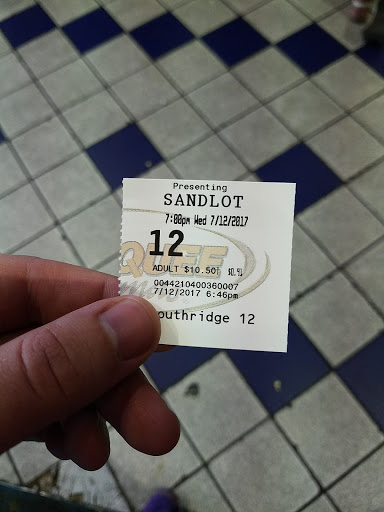 Presenting
SANDLOT
7:00pm Wed 7/12/2017
12
QUEE
ADULT $10.50
0044210400360007
7/12/2017 6:46pm
outhridge 12